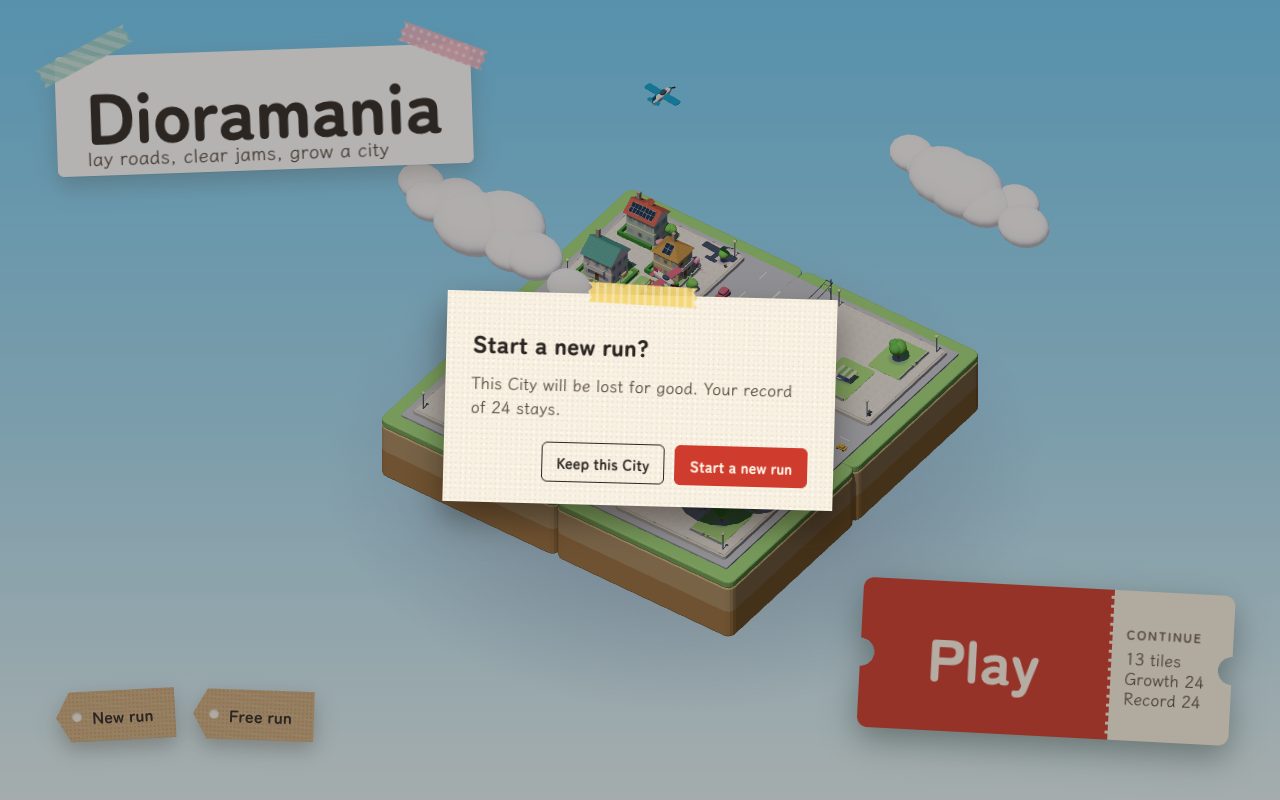 Dioramania
lay roads, clear jams, grow a city
Start a new run?
This City will be lost for good. Your record
of 24 stays.
Keep this City
Start a new run
Play
CONTINUE
13 tiles
Growth 24
Record 24
New run
Free run